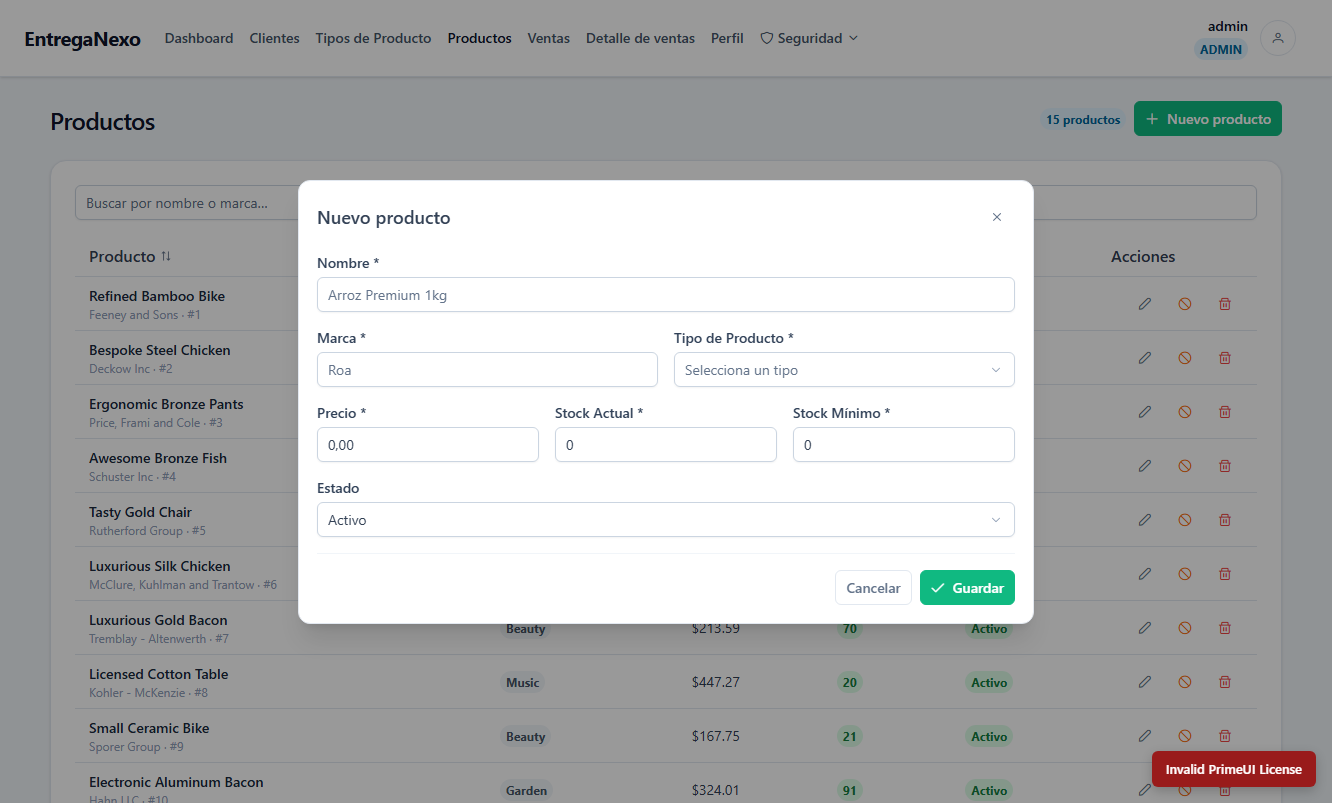 EntregaNexo Dashboard Clientes Tipos de Producto Productos Ventas Detalle de ventas Perfil Seguridad
admin
ADMIN
Productos
15 productos
+ Nuevo producto
Buscar por nombre o marca...
Producto
Acciones
Nuevo producto
Nombre *
Arroz Premium 1kg
Marca *
Tipo de Producto *
Roa
Selecciona un tipo
Precio *
Stock Actual *
Stock Mínimo *
0,00
0
0
Estado
Activo
Cancelar
Guardar
Refined Bamboo Bike
Feeney and Sons · #1
Bespoke Steel Chicken
Deckow Inc · #2
Ergonomic Bronze Pants
Price, Frami and Cole · #3
Awesome Bronze Fish
Schuster Inc · #4
Tasty Gold Chair
Rutherford Group · #5
Luxurious Silk Chicken
McClure, Kuhlman and Trantow · #6
Luxurious Gold Bacon
Tremblay - Altenwerth · #7
Beauty $213.59 70 Activo
Licensed Cotton Table
Kohler - McKenzie · #8
Music $447.27 20 Activo
Small Ceramic Bike
Sporer Group · #9
Beauty $167.75 21 Activo
Electronic Aluminum Bacon
Hahn LLC · #10
Garden $324.01 91 Activo
Invalid PrimeUI License